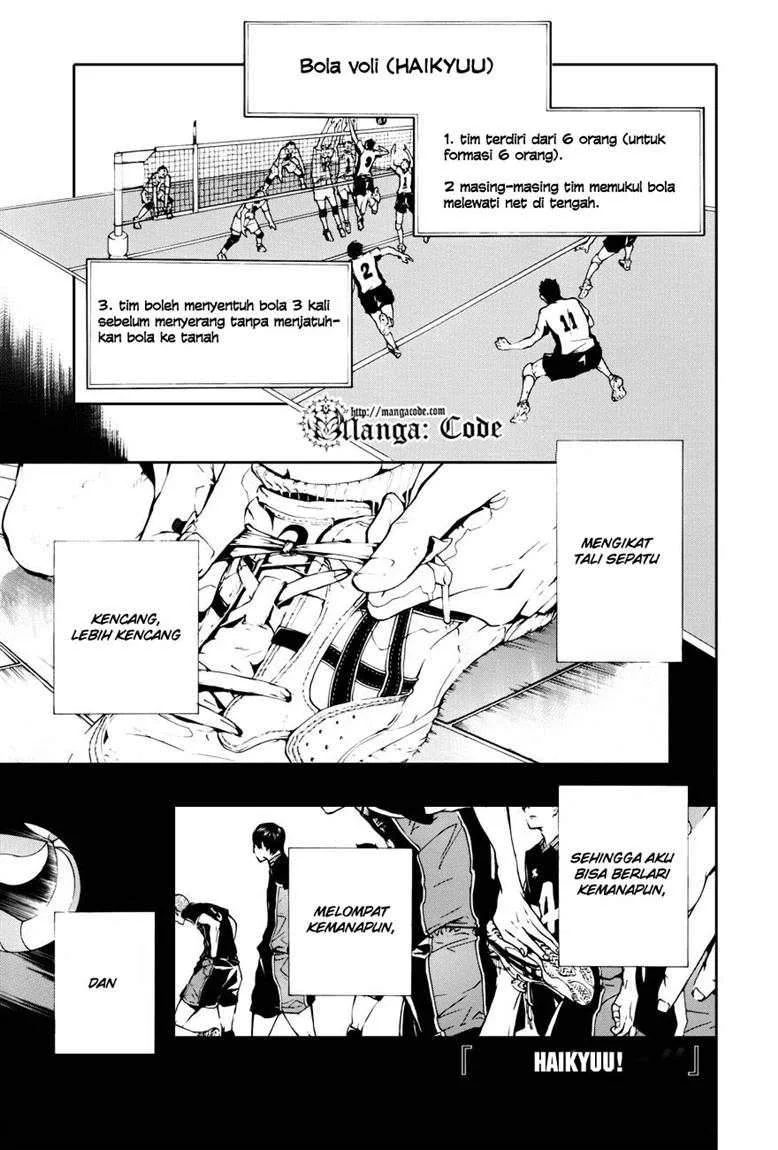 Bola voli (HAIKYUU)
1. tim terdiri dari 6 orang (untuk
formasi 6 orang).
2 masing-masing tim memukul bola
melewati net di tengah.
3. tim boleh menyentuh bola 3 kali
sebelum menyerang tanpa menjatuh-
kan bola ke tanah
2
11
http://mangacode.com
Manga: Code
MENGIKAT
TALI SEPATU
KENCANG,
LEBIH KENCANG
SEHINGGA AKU
BISA BERLARI
KEMANAPUN,
MELOMPAT
KEMANAPUN,
DAN
4
『 HAIKYUU! 』